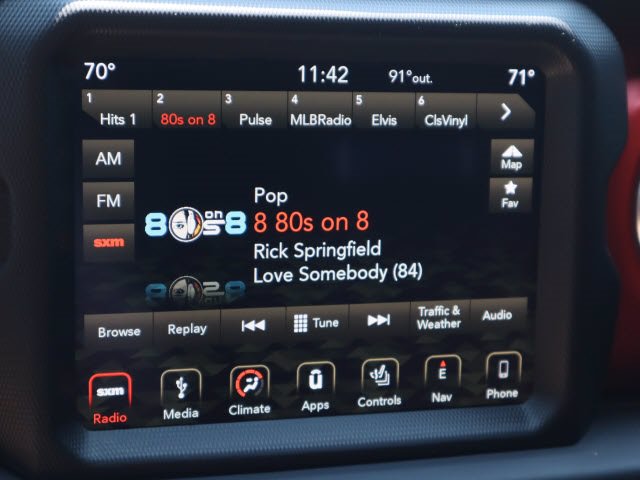 70° 11:42 91°out. 71°
1 2 3 4 5 6
Hits 1 80s on 8 Pulse MLBRadio Elvis ClsVinyl
AM
Map
FM
Fav
sxm
8 on 8
Pop
8 80s on 8
Rick Springfield
Love Somebody (84)
Browse Replay Tune Traffic & Weather Audio
sxm E
Radio Media Climate Apps Controls Nav Phone